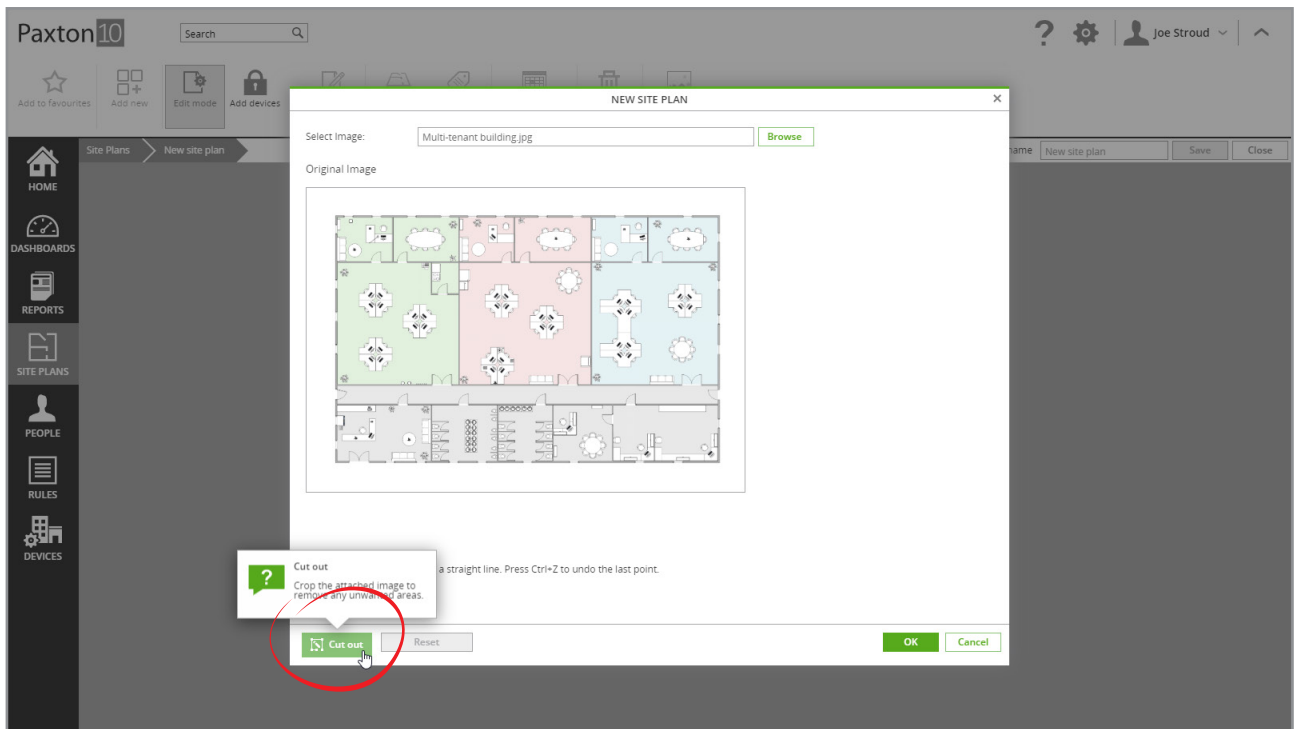 Paxton10
Search
Joe Stroud
Add to favourites
Add new
Edit mode
Add devices
NEW SITE PLAN
Select Image:
Multi-tenant building.jpg
Browse
Original Image
Site Plans
New site plan
name
New site plan
Save
Close
HOME
DASHBOARDS
REPORTS
SITE PLANS
PEOPLE
RULES
DEVICES
Cut out
Crop the attached image to
remove any unwanted areas.
a straight line. Press Ctrl+Z to undo the last point.
Cut out
Reset
OK
Cancel